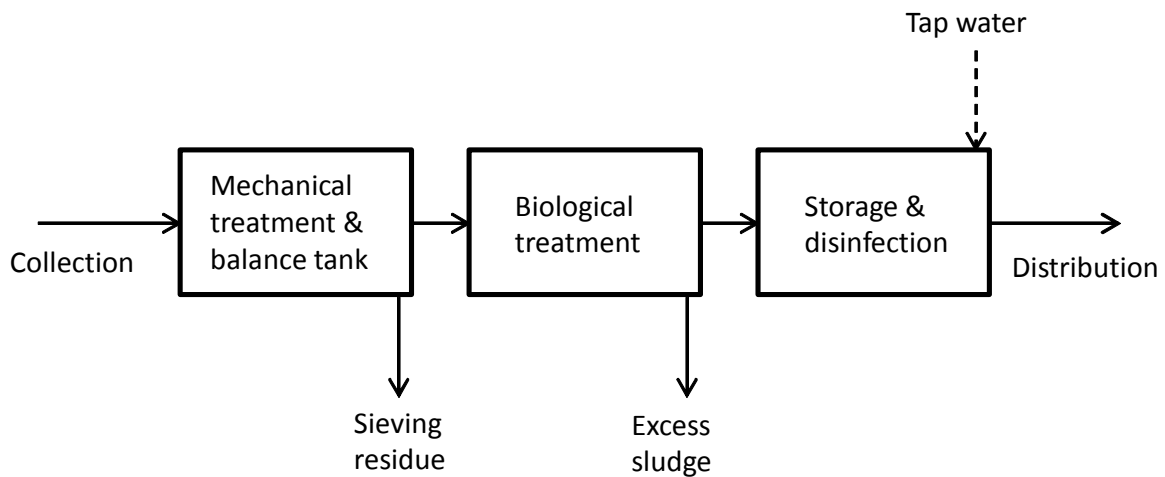 Tap water
Mechanical
treatment &
balance tank
Biological
treatment
Storage &
disinfection
Collection
Distribution
Sieving
residue
Excess
sludge